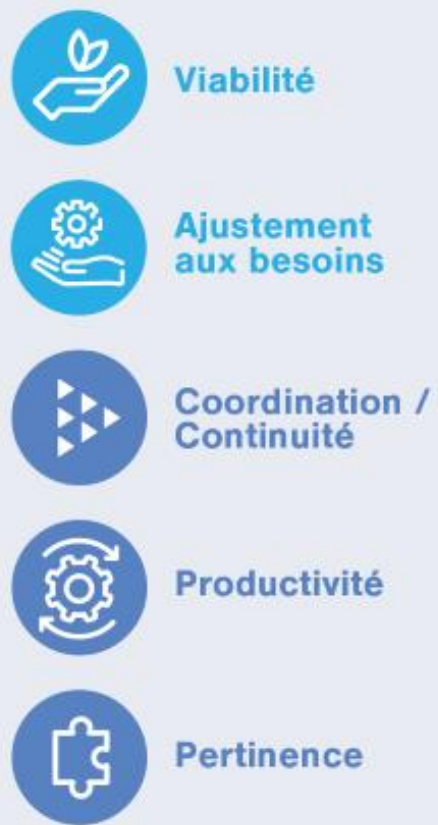 Viabilité
Ajustement
aux besoins
Coordination /
Continuité
Productivité
Pertinence